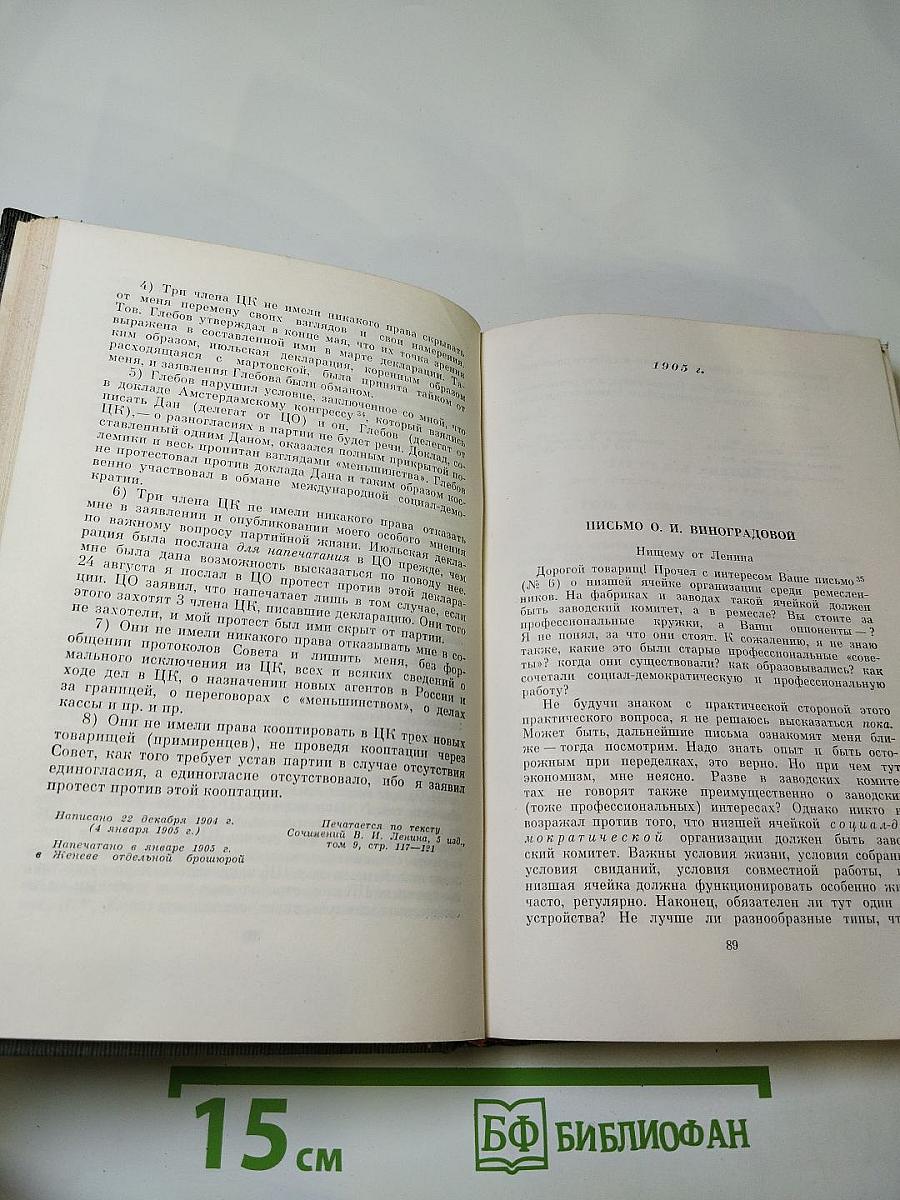 4) Три члена ЦК не имели никакого права скрывать
от меня перемену своих взглядов и свои намерения.
Тов. Глебов утверждал в конце мая, что их точка зрения
выражена в составленной ими в марте декларации. Та-
ким образом, июльская декларация, коренным образом
расходящаяся с мартовской, была принята тайком от
меня, и заявления Глебова были обманом.
5) Глебов нарушил условие, заключенное со мной, что
в докладе Амстердамскому конгрессу 34, который взялись
писать Дан (делегат от ЦО) и он, Глебов (делегат от
ЦК),— о разногласиях в партии не будет речи. Доклад, со-
ставленный одним Даном, оказался полным прикрытой по-
лемики и весь пропитан взглядами «меньшинства». Глебов
не протестовал против доклада Дана и таким образом кос-
венно участвовал в обмане международной социал-демо-
кратии.
6) Три члена ЦК не имели никакого права отказать
мне в заявлении и опубликовании моего особого мнения
по важному вопросу партийной жизни. Июльская декла-
рация была послана для напечатания в ЦО прежде, чем
мне была дана возможность высказаться по поводу нее.
24 августа я послал в ЦО протест против этой деклара-
ции. ЦО заявил, что напечатает лишь в том случае, если
этого захотят 3 члена ЦК, писавшие декларацию. Они того
не захотели, и мой протест был ими скрыт от партии.
7) Они не имели никакого права отказывать мне в со-
общении протоколов Совета и лишить меня, без фор-
мального исключения из ЦК, всех и всяких сведений о
ходе дел в ЦК, о назначении новых агентов в России и
за границей, о переговорах с «меньшинством», о делах
кассы и пр. и пр.
8) Они не имели права кооптировать в ЦК трех новых
товарищей (примиренцев), не проведя кооптации через
Совет, как того требует устав партии в случае отсутствия
единогласия, а единогласие отсутствовало, ибо я заявил
протест против этой кооптации.
Написано 22 декабря 1904 г.
(4 января 1905 г.)
Напечатано в январе 1905 г.
в Женеве отдельной брошюрой
Печатается по тексту
Сочинений В. И. Ленина, 5 изд.,
том 9, стр. 117—121
1905 г.
ПИСЬМО О. И. ВИНОГРАДОВОЙ
Нищему от Ленина
Дорогой товарищ! Прочел с интересом Ваше письмо 35
(№ 6) о низшей ячейке организации среди ремеслен-
ников. На фабриках и заводах такой ячейкой должен
быть заводский комитет, а в ремесле? Вы стоите за
профессиональные кружки, а Ваши оппоненты — ?
Я не понял, за что они стоят. К сожалению, я не знаю
также, какие это были старые профессиональные «сове-
ты»? когда они существовали? как образовывались? как
сочетали социал-демократическую и профессиональную
работу?
Не будучи знаком с практической стороной этого
практического вопроса, я не решаюсь высказаться пока.
Может быть, дальнейшие письма ознакомят меня бли-
же — тогда посмотрим. Надо знать опыт и быть осто-
рожным при переделках, это верно. Но при чем тут
экономизм, мне неясно. Разве в заводских комите-
тах не говорят также преимущественно о заводски
(тоже профессиональных) интересах? Однако никто н
возражал против того, что низшей ячейкой социал-д
мократической организации должен быть заво
ский комитет. Важны условия жизни, условия собран
условия свиданий, условия совместной работы,
низшая ячейка должна функционировать особенно жи
часто, регулярно. Наконец, обязателен ли тут один
устройства? Не лучше ли разнообразные типы, чт
89
15 см
БФ БИБЛИОФАН